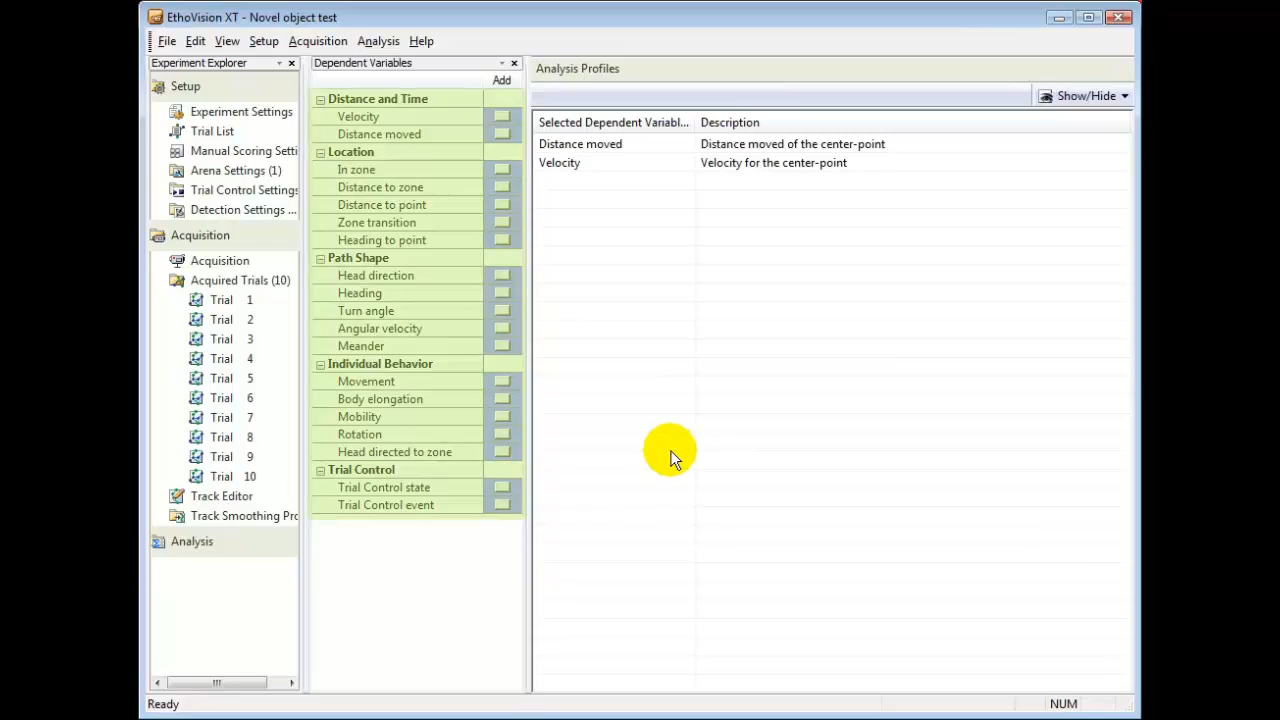 EthoVision XT - Novel object test
File Edit View Setup Acquisition Analysis Help
Experiment Explorer
Setup
Experiment Settings
Trial List
Manual Scoring Setti
Arena Settings (1)
Trial Control Settings
Detection Settings ...
Acquisition
Acquisition
Acquired Trials (10)
Trial 1
Trial 2
Trial 3
Trial 4
Trial 5
Trial 6
Trial 7
Trial 8
Trial 9
Trial 10
Track Editor
Track Smoothing Pro
Analysis
Dependent Variables
Add
Distance and Time
Velocity
Distance moved
Location
In zone
Distance to zone
Distance to point
Zone transition
Heading to point
Path Shape
Head direction
Heading
Turn angle
Angular velocity
Meander
Individual Behavior
Movement
Body elongation
Mobility
Rotation
Head directed to zone
Trial Control
Trial Control state
Trial Control event
Analysis Profiles
Show/Hide
Selected Dependent Variabl... Description
Distance moved Distance moved of the center-point
Velocity Velocity for the center-point
Ready NUM